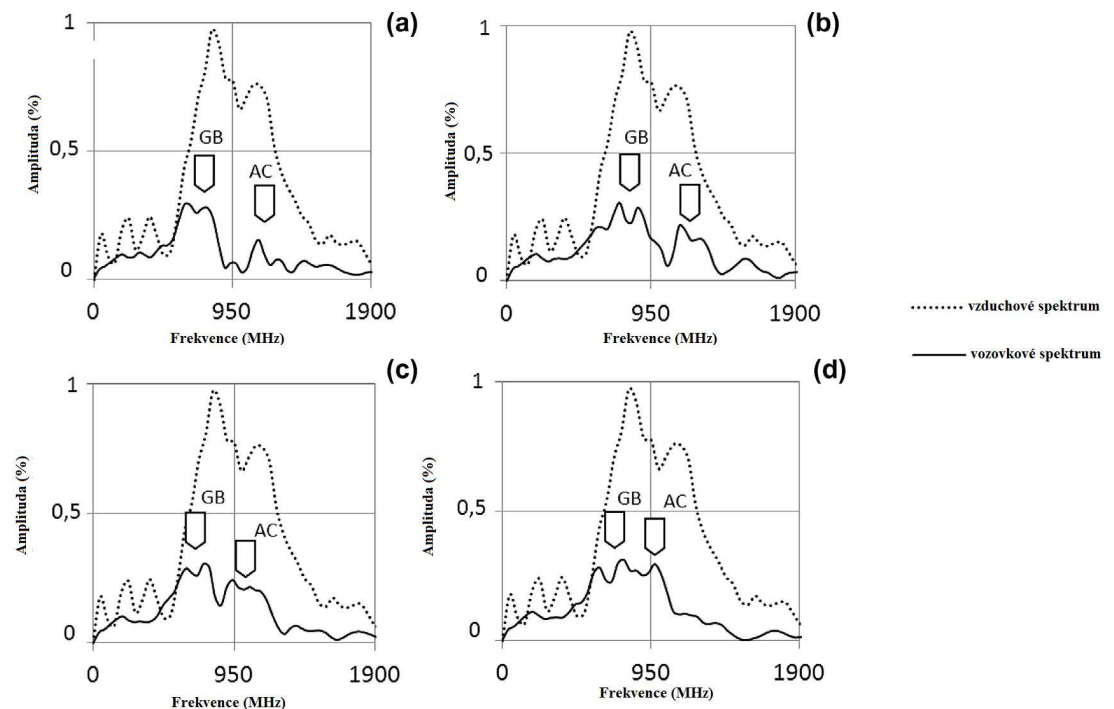 (a)
1
0,5
0
Amplituda (%)
GB
AC
0 950 1900
Frekvence (MHz)
(b)
1
0,5
0
Amplituda (%)
GB
AC
0 950 1900
Frekvence (MHz)
vzduchové spektrum
vozovkové spektrum
(c)
1
0,5
0
Amplituda (%)
GB
AC
0 950 1900
Frekvence (MHz)
(d)
1
0,5
0
Amplituda (%)
GB
AC
0 950 1900
Frekvence (MHz)